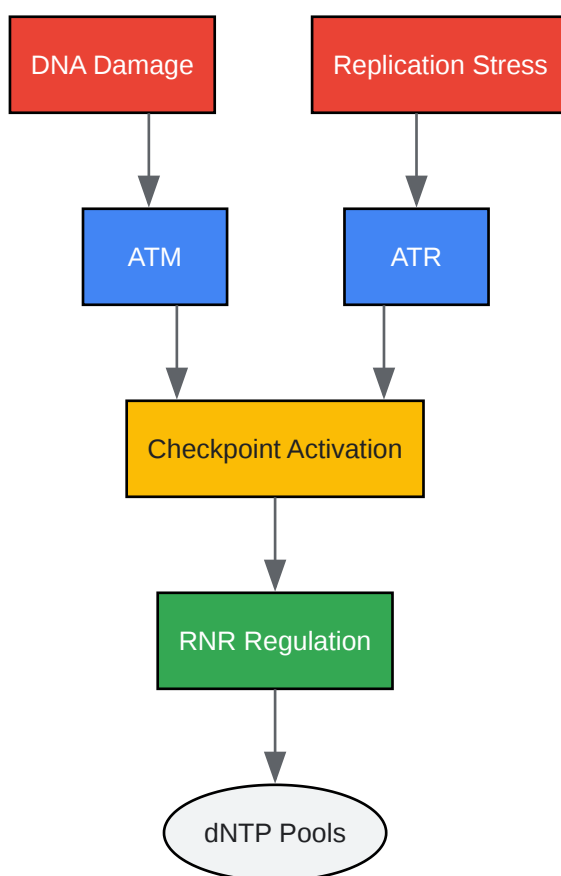 DNA Damage
Replication Stress
ATM
ATR
Checkpoint Activation
RNR Regulation
dNTP Pools